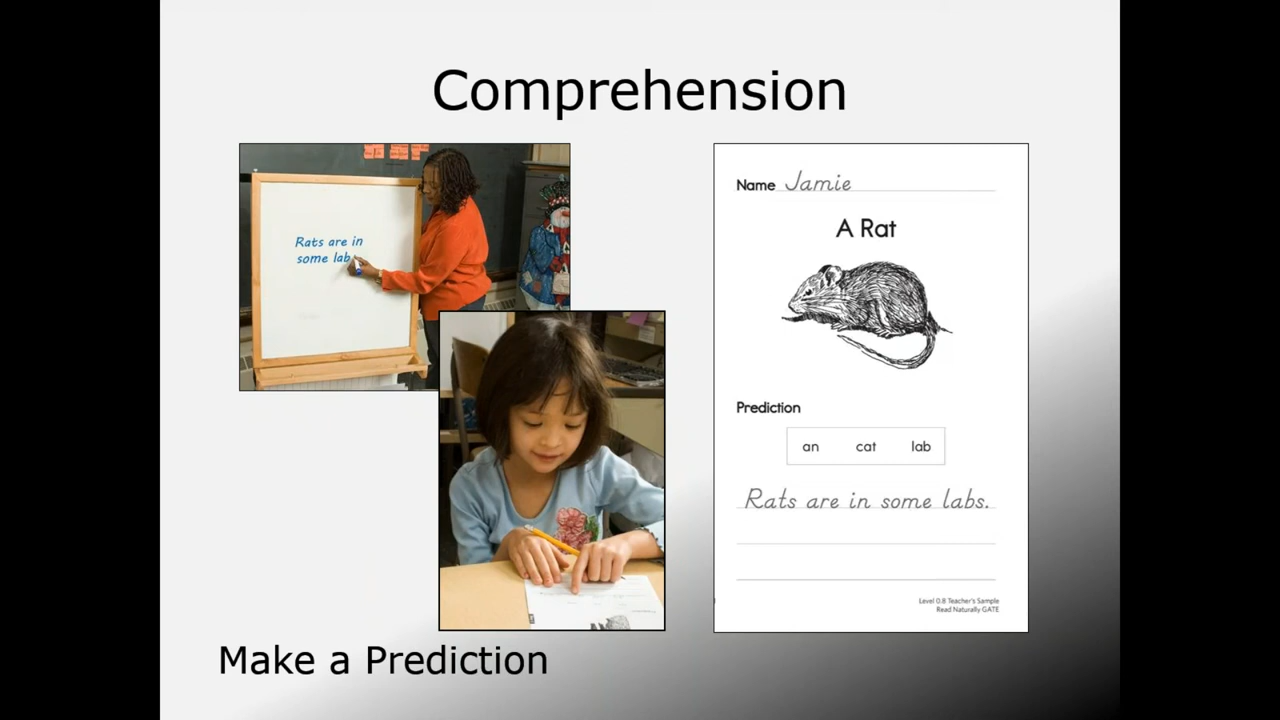 Comprehension
Rats are in
some lab
Name Jamie
A Rat
Prediction
an cat lab
Rats are in some labs.
Level 0.8 Teacher's Sample
Read Naturally GATE
Make a Prediction